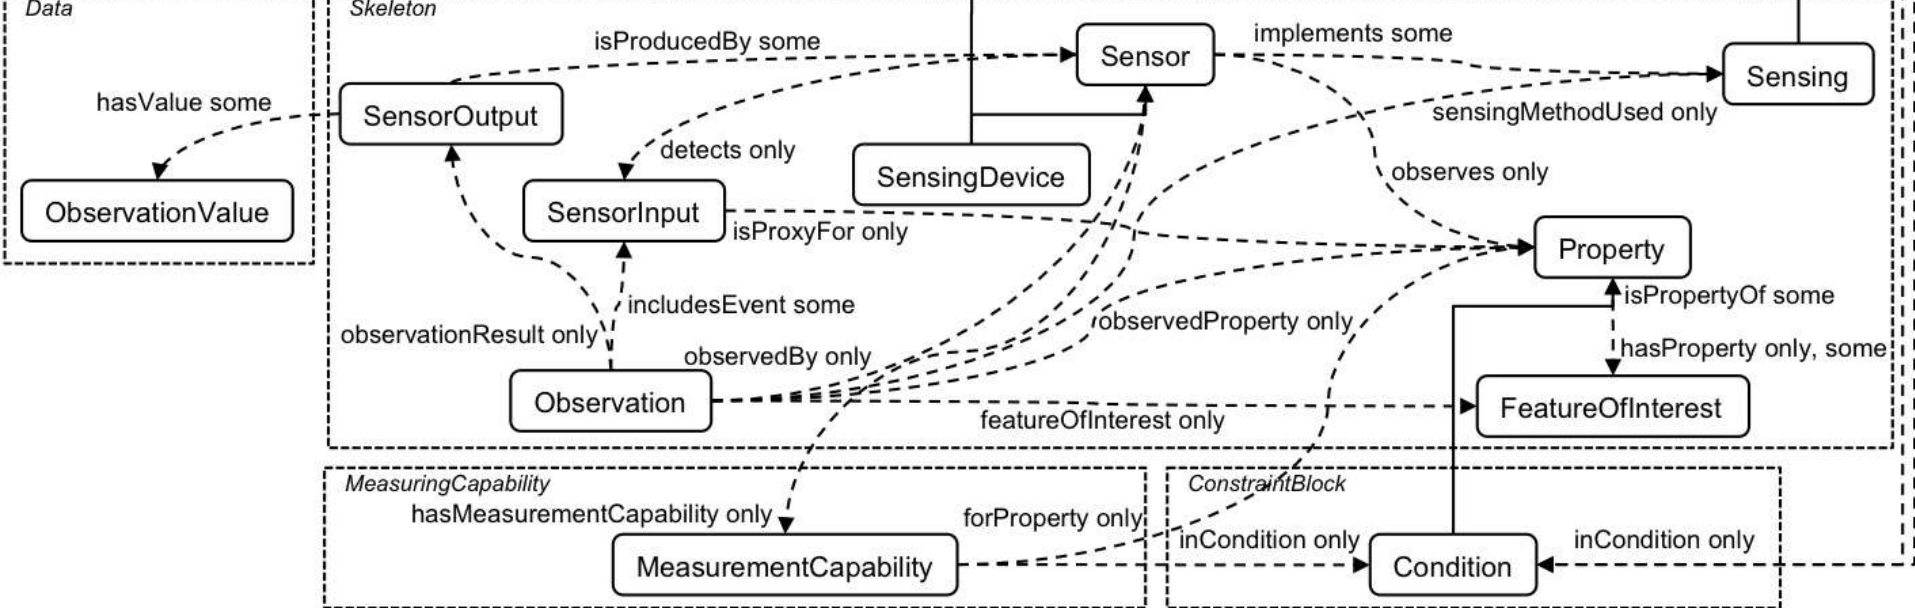 Data
Skeleton
isProducedBy some
Sensor
implements some
Sensing
hasValue some
SensorOutput
sensingMethodUsed only
detects only
SensingDevice
observes only
ObservationValue
SensorInput
isProxyFor only
Property
includesEvent some
isPropertyOf some
observationResult only
observedProperty only
observedBy only
hasProperty only, some
Observation
featureOfInterest only
FeatureOfInterest
MeasuringCapability
ConstraintBlock
hasMeasurementCapability only
forProperty only
inCondition only
inCondition only
MeasurementCapability
Condition